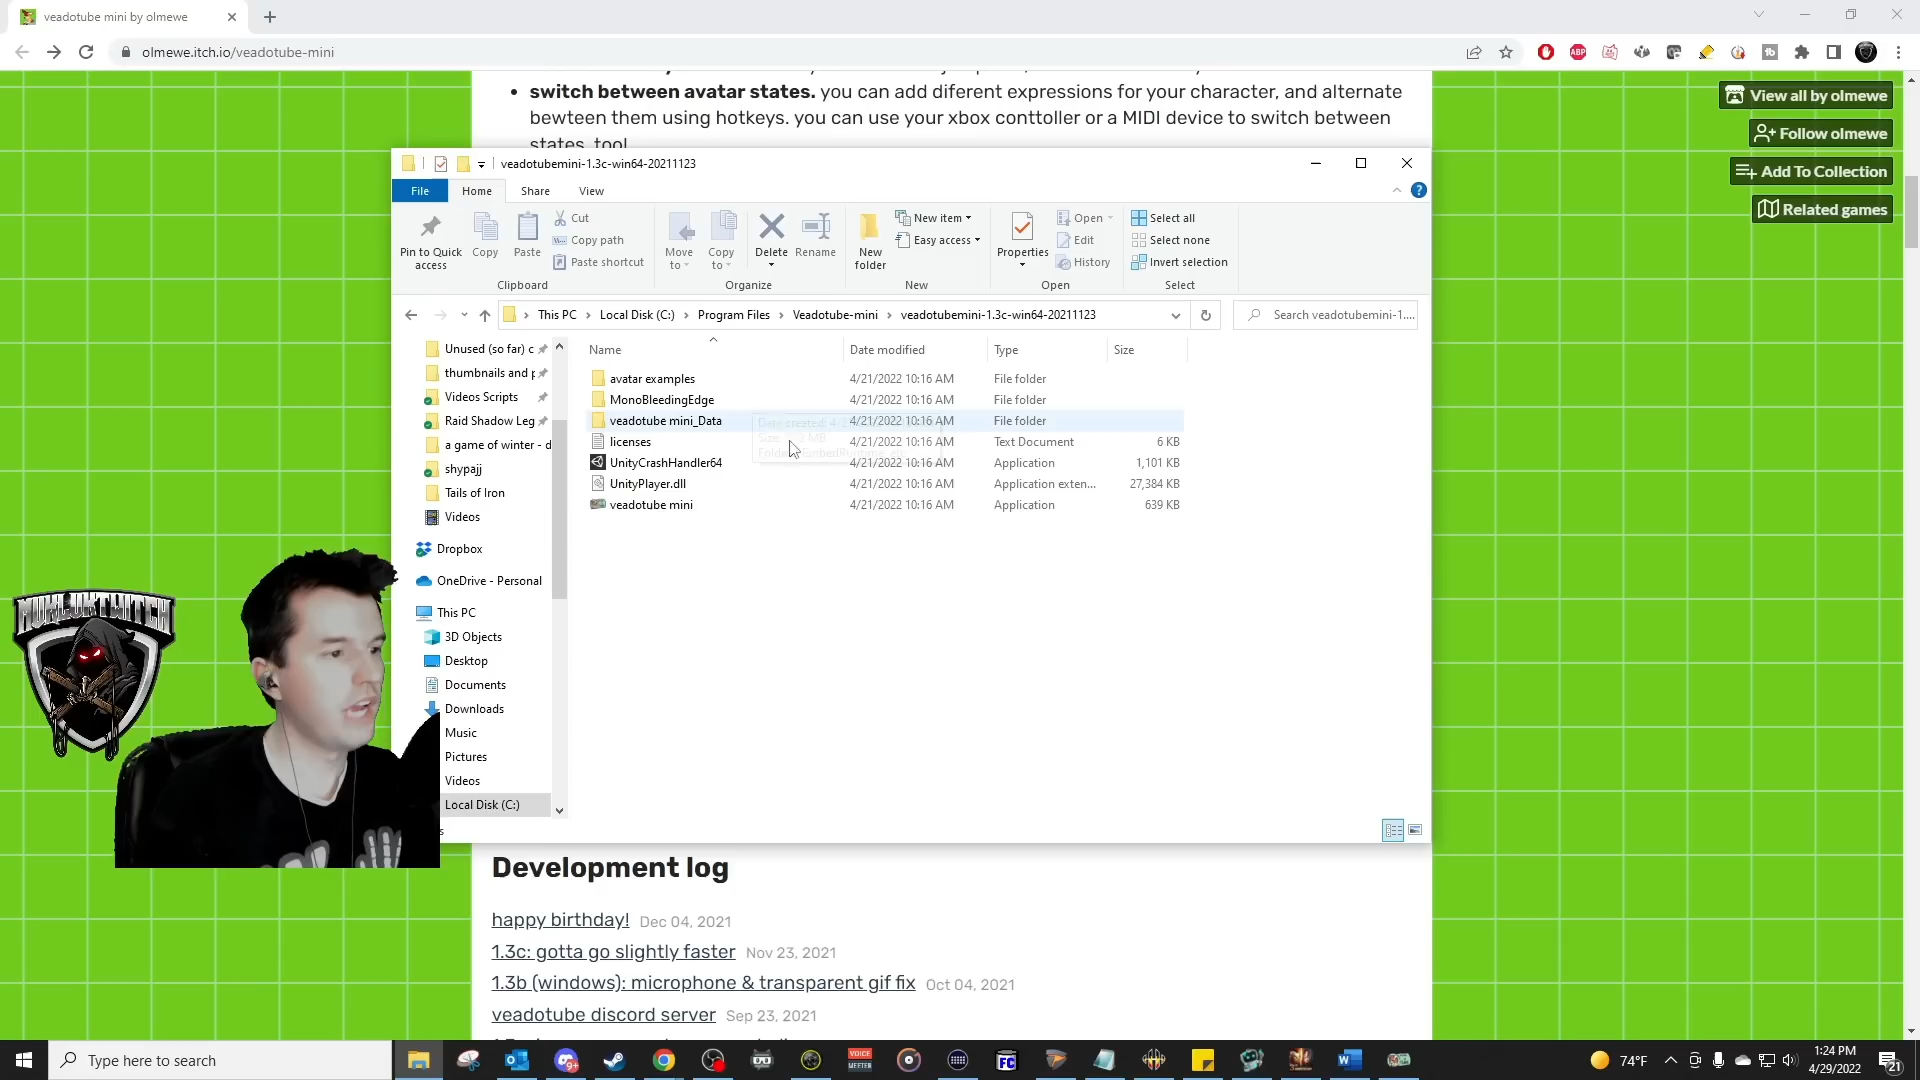 veadotube mini by olmewe
olmewe.itch.io/veadotube-mini
switch between avatar states. you can add diferent expressions for your character, and alternate
bewteen them using hotkeys. you can use your xbox conttoller or a MIDI device to switch between
states, too!
View all by olmewe
Follow olmewe
Add To Collection
Related games
veadotubemini-1.3c-win64-20211123
File
Home
Share
View
Pin to Quick access
Copy
Paste
Cut
Copy path
Paste shortcut
Clipboard
Move to
Copy to
Delete
Rename
Organize
New folder
New item
Easy access
New
Properties
Open
Edit
History
Open
Select all
Select none
Invert selection
Select
This PC
Local Disk (C:)
Program Files
Veadotube-mini
veadotubemini-1.3c-win64-20211123
Search veadotubemini-1....
Unused (so far) c
thumbnails and p
Videos Scripts
Raid Shadow Leg
a game of winter - d
shypajj
Tails of Iron
Videos
Dropbox
OneDrive - Personal
This PC
3D Objects
Desktop
Documents
Downloads
Music
Pictures
Videos
Local Disk (C:)
Name Date modified Type Size
avatar examples 4/21/2022 10:16 AM File folder
MonoBleedingEdge 4/21/2022 10:16 AM File folder
veadotube mini_Data 4/21/2022 10:16 AM File folder
licenses 4/21/2022 10:16 AM Text Document 6 KB
UnityCrashHandler64 4/21/2022 10:16 AM Application 1,101 KB
UnityPlayer.dll 4/21/2022 10:16 AM Application exten... 27,384 KB
veadotube mini 4/21/2022 10:16 AM Application 639 KB
Development log
happy birthday! Dec 04, 2021
1.3c: gotta go slightly faster Nov 23, 2021
1.3b (windows): microphone & transparent gif fix Oct 04, 2021
veadotube discord server Sep 23, 2021
Type here to search
VOICE
MEETER
FC
74°F
1:24 PM
4/29/2022
21